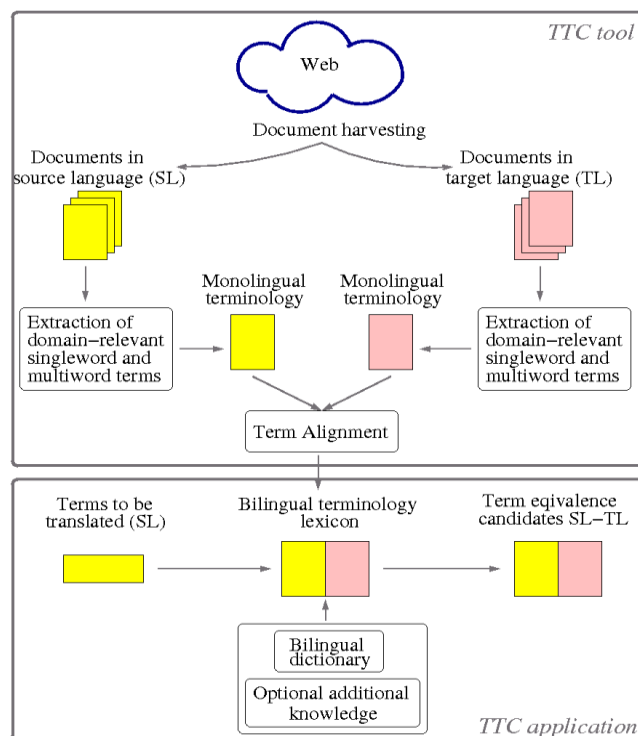 TTC tool
Web
Document harvesting
Documents in
source language (SL)
Documents in
target language (TL)
Monolingual
terminology
Monolingual
terminology
Extraction of
domain−relevant
singleword and
multiword terms
Extraction of
domain−relevant
singleword and
multiword terms
Term Alignment
Terms to be
translated (SL)
Bilingual terminology
lexicon
Term eqivalence
candidates SL−TL
Bilingual
dictionary
Optional additional
knowledge
TTC application